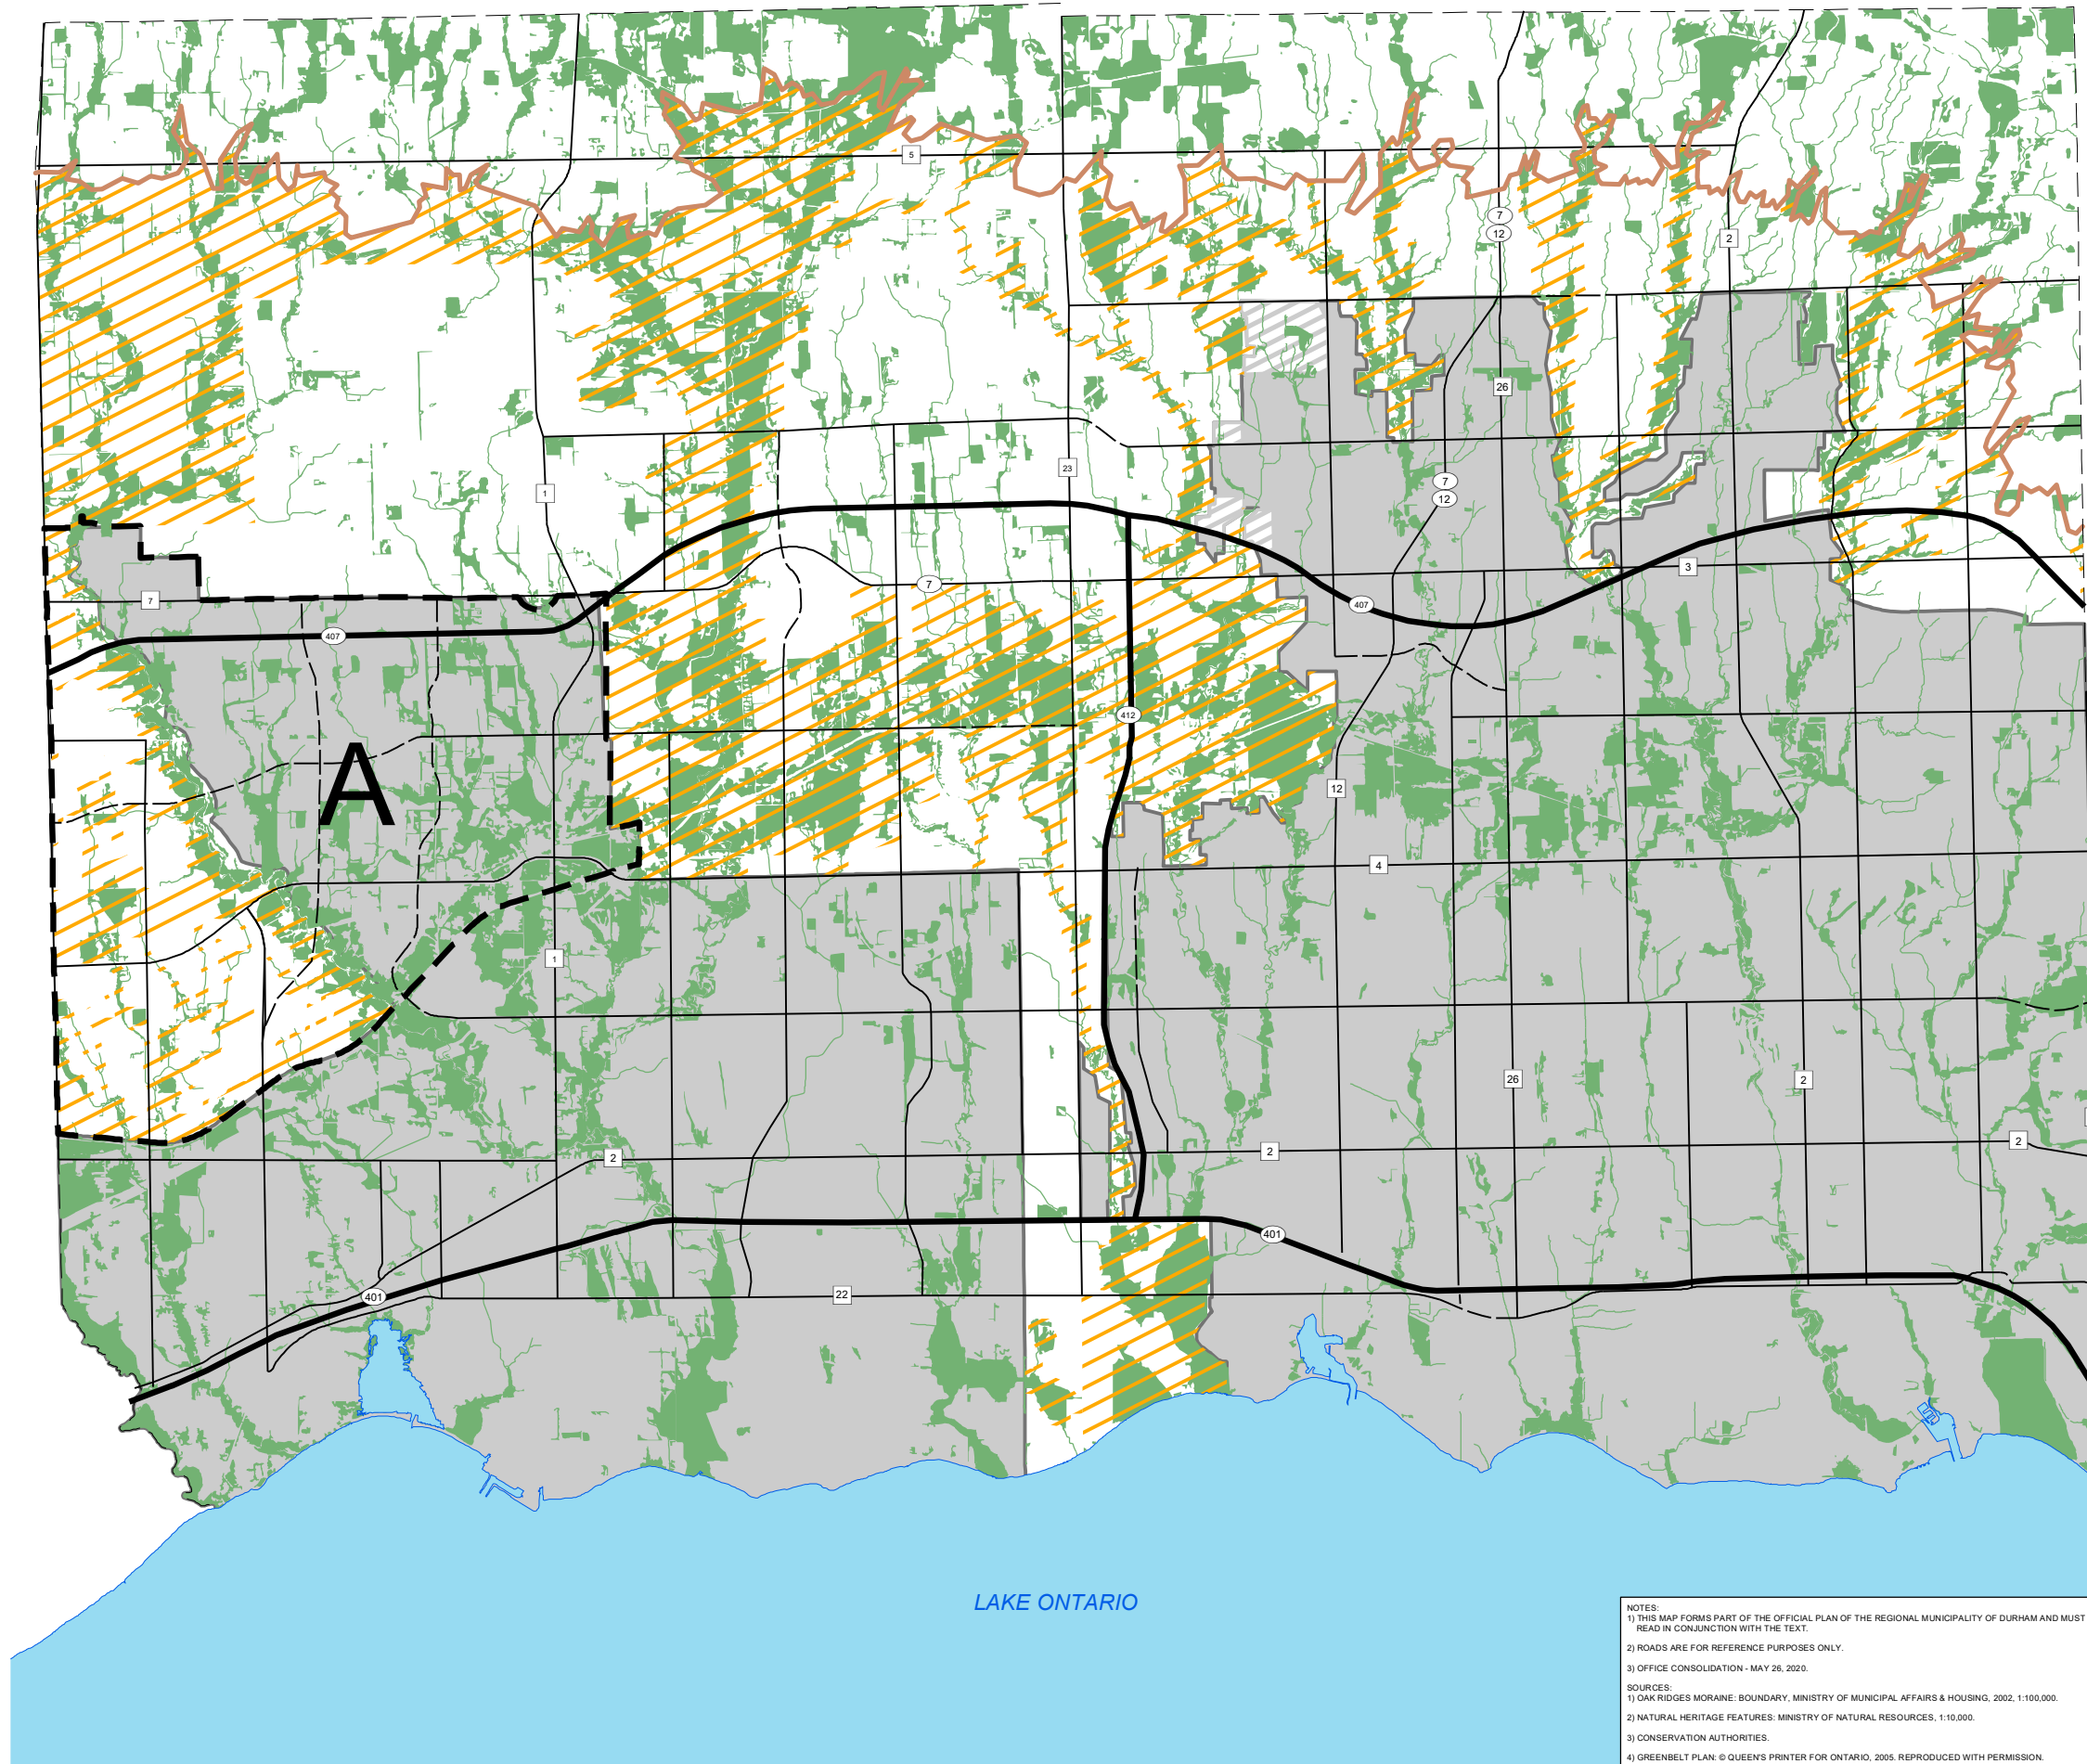 5
7
12
2
26
23
1
7
12
7
3
7
407
407
412
A
12
4
1
26
2
2
2
2
2
401
401
22
LAKE ONTARIO
NOTES:
1) THIS MAP FORMS PART OF THE OFFICIAL PLAN OF THE REGIONAL MUNICIPALITY OF DURHAM AND MUST
READ IN CONJUNCTION WITH THE TEXT.
2) ROADS ARE FOR REFERENCE PURPOSES ONLY.
3) OFFICE CONSOLIDATION - MAY 26, 2020.
SOURCES:
1) OAK RIDGES MORAINE: BOUNDARY, MINISTRY OF MUNICIPAL AFFAIRS & HOUSING, 2002, 1:100,000.
2) NATURAL HERITAGE FEATURES: MINISTRY OF NATURAL RESOURCES, 1:10,000.
3) CONSERVATION AUTHORITIES.
4) GREENBELT PLAN: © QUEEN'S PRINTER FOR ONTARIO, 2005. REPRODUCED WITH PERMISSION.